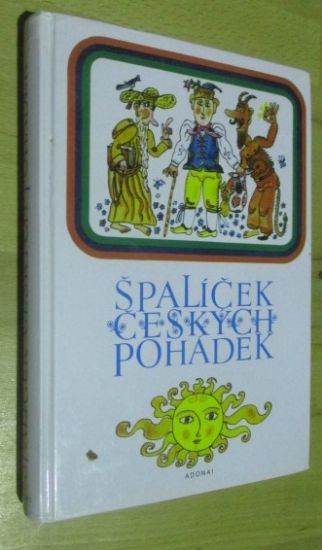 ŠPALÍČEK
ČESKÝCH
POHÁDEK
ADONAI